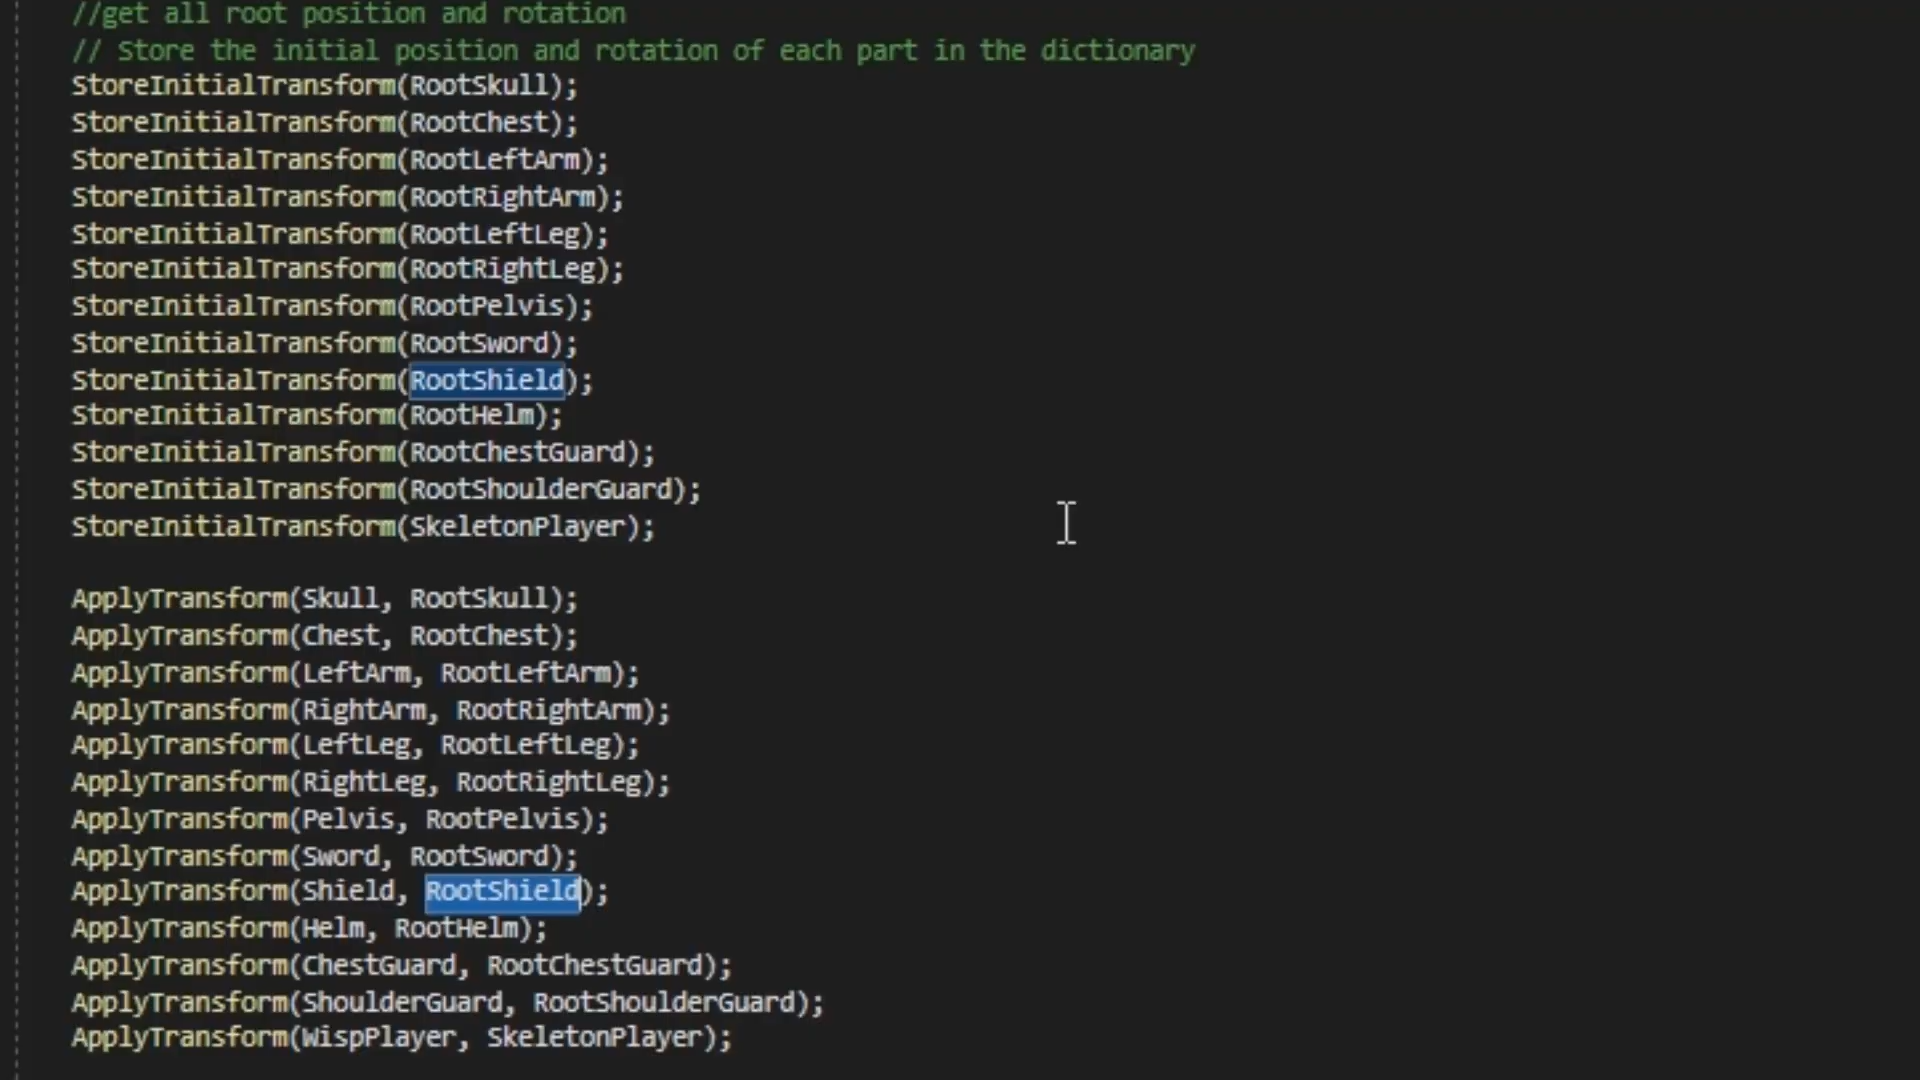 //get all root position and rotation
// Store the initial position and rotation of each part in the dictionary
StoreInitialTransform(RootSkull);
StoreInitialTransform(RootChest);
StoreInitialTransform(RootLeftArm);
StoreInitialTransform(RootRightArm);
StoreInitialTransform(RootLeftLeg);
StoreInitialTransform(RootRightLeg);
StoreInitialTransform(RootPelvis);
StoreInitialTransform(RootSword);
StoreInitialTransform(RootShield);
StoreInitialTransform(RootHelm);
StoreInitialTransform(RootChestGuard);
StoreInitialTransform(RootShoulderGuard);
StoreInitialTransform(SkeletonPlayer);
ApplyTransform(Skull, RootSkull);
ApplyTransform(Chest, RootChest);
ApplyTransform(LeftArm, RootLeftArm);
ApplyTransform(RightArm, RootRightArm);
ApplyTransform(LeftLeg, RootLeftLeg);
ApplyTransform(RightLeg, RootRightLeg);
ApplyTransform(Pelvis, RootPelvis);
ApplyTransform(Sword, RootSword);
ApplyTransform(Shield, RootShield);
ApplyTransform(Helm, RootHelm);
ApplyTransform(ChestGuard, RootChestGuard);
ApplyTransform(ShoulderGuard, RootShoulderGuard);
ApplyTransform(WispPlayer, SkeletonPlayer);